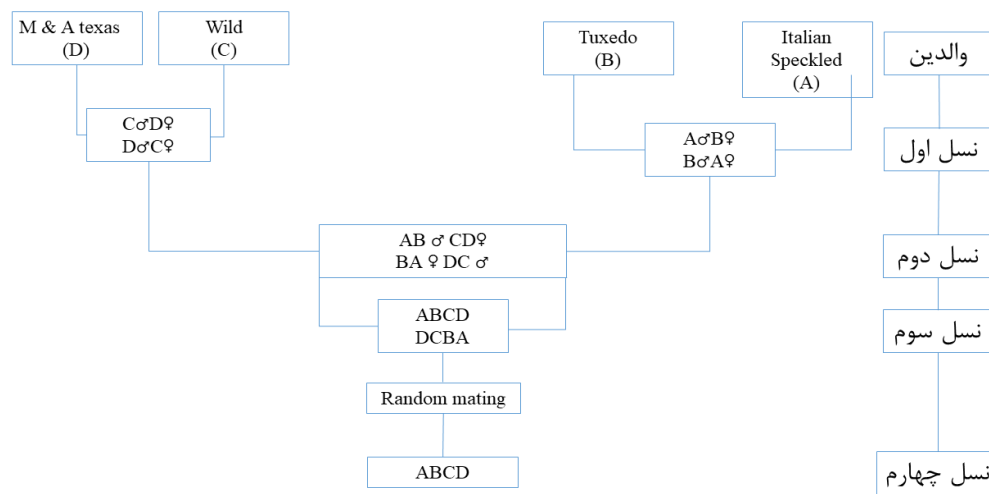 M & A texas
(D)
Wild
(C)
Tuxedo
(B)
Italian
Speckled
(A)
والدین
C♂D♀
D♂C♀
A♂B♀
B♂A♀
نسل اول
AB ♂ CD♀
BA ♀ DC ♂
نسل دوم
ABCD
DCBA
نسل سوم
Random mating
ABCD
نسل چهارم